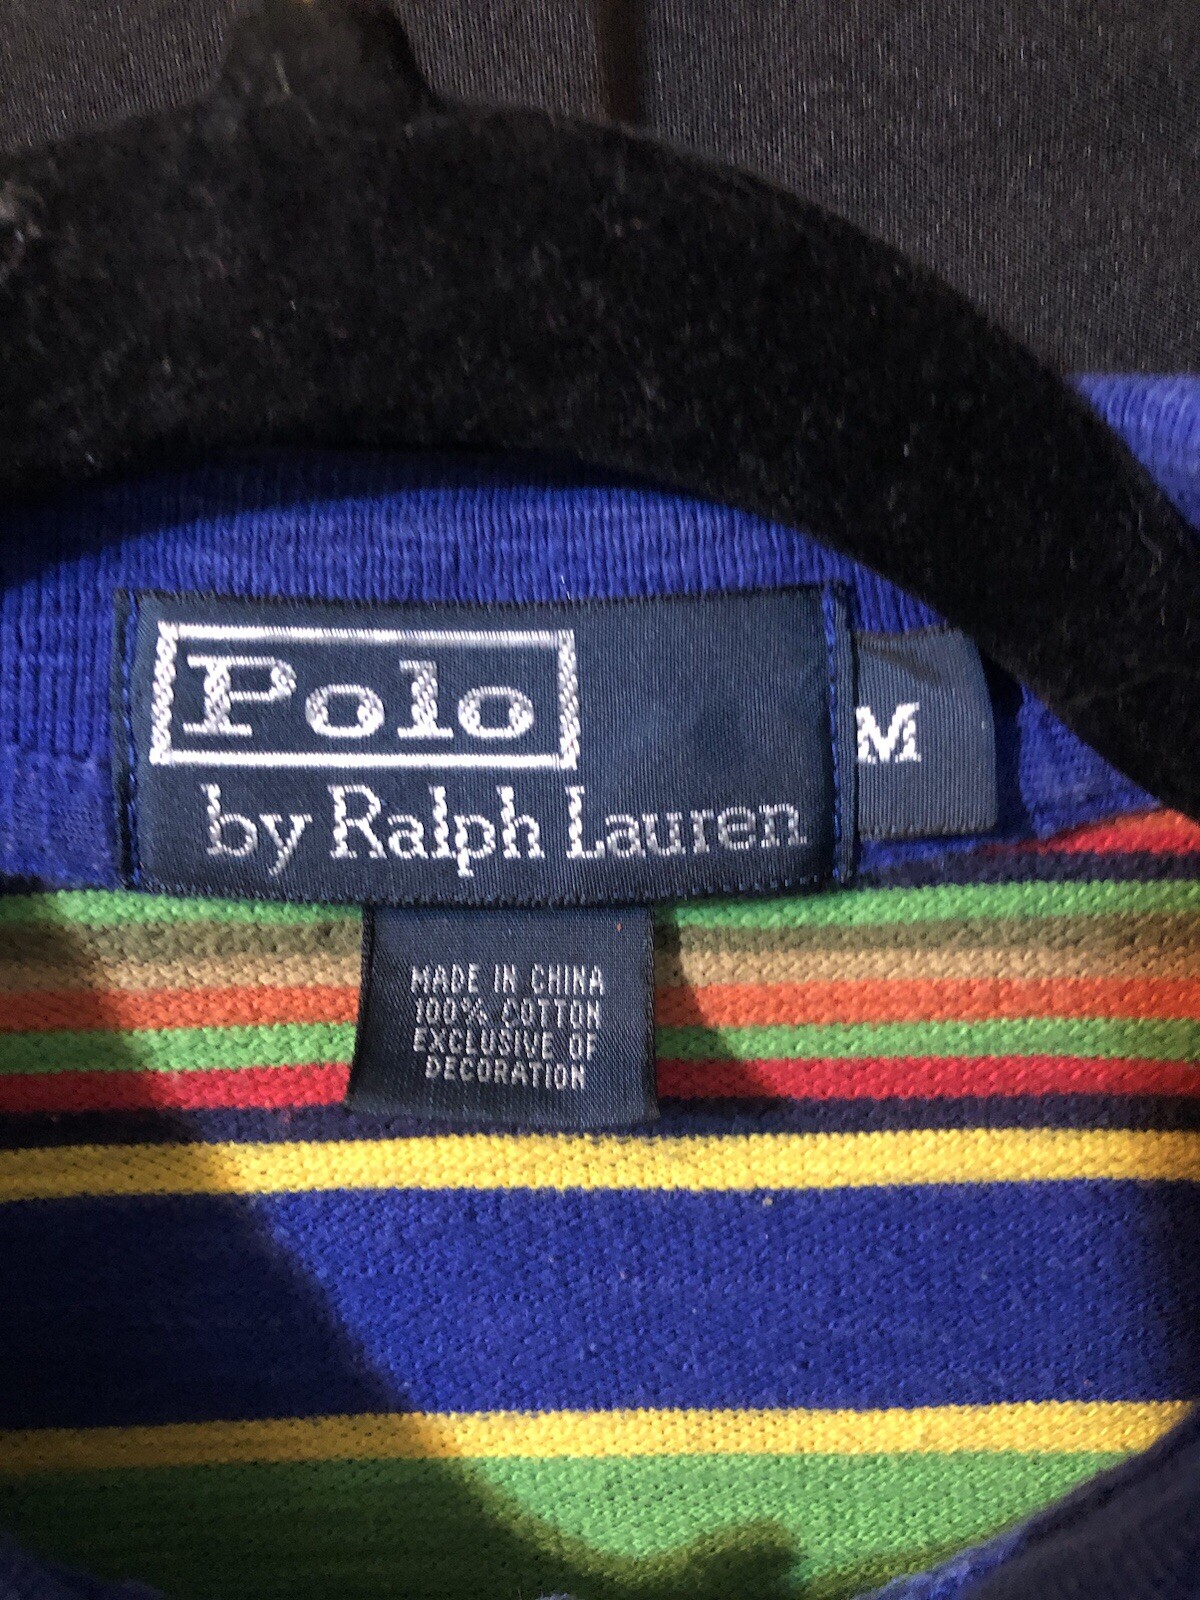 Polo
by Ralph Lauren
M
MADE IN CHINA
100% COTTON
EXCLUSIVE OF
DECORATION